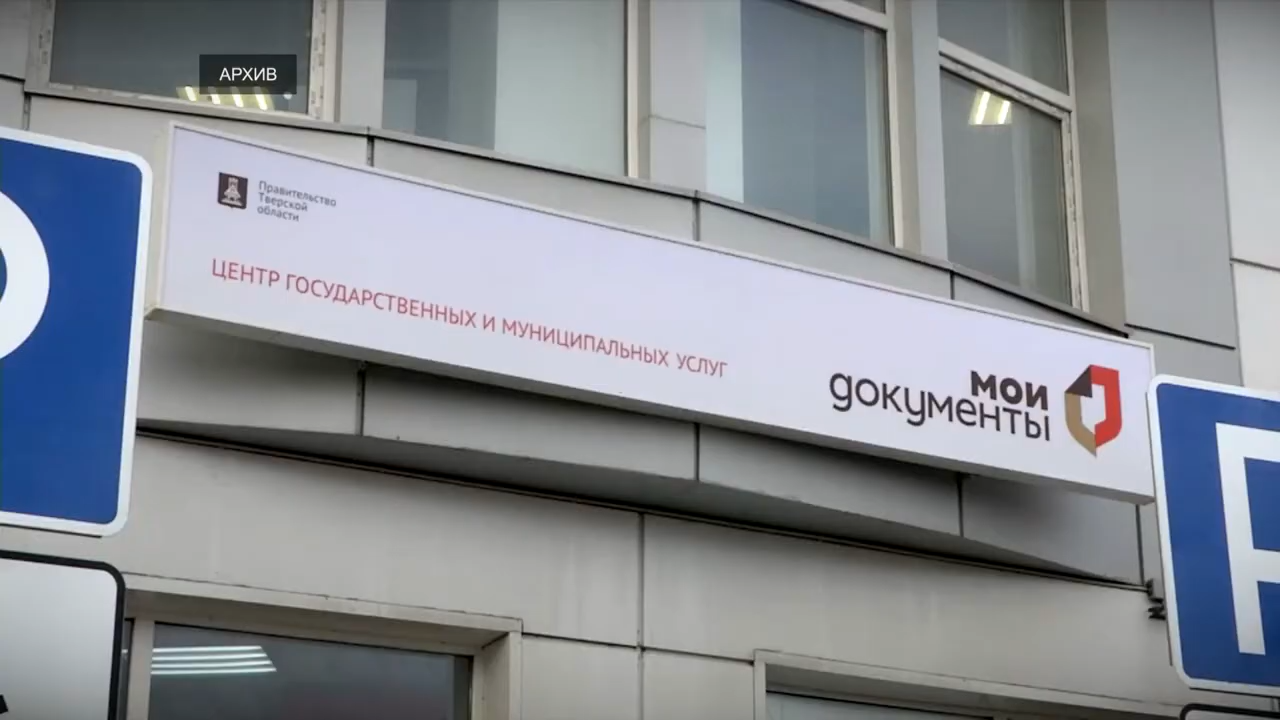 АРХИВ
Правительство
Тверской
области
ЦЕНТР ГОСУДАРСТВЕННЫХ И МУНИЦИПАЛЬНЫХ УСЛУГ
мои
документы
P